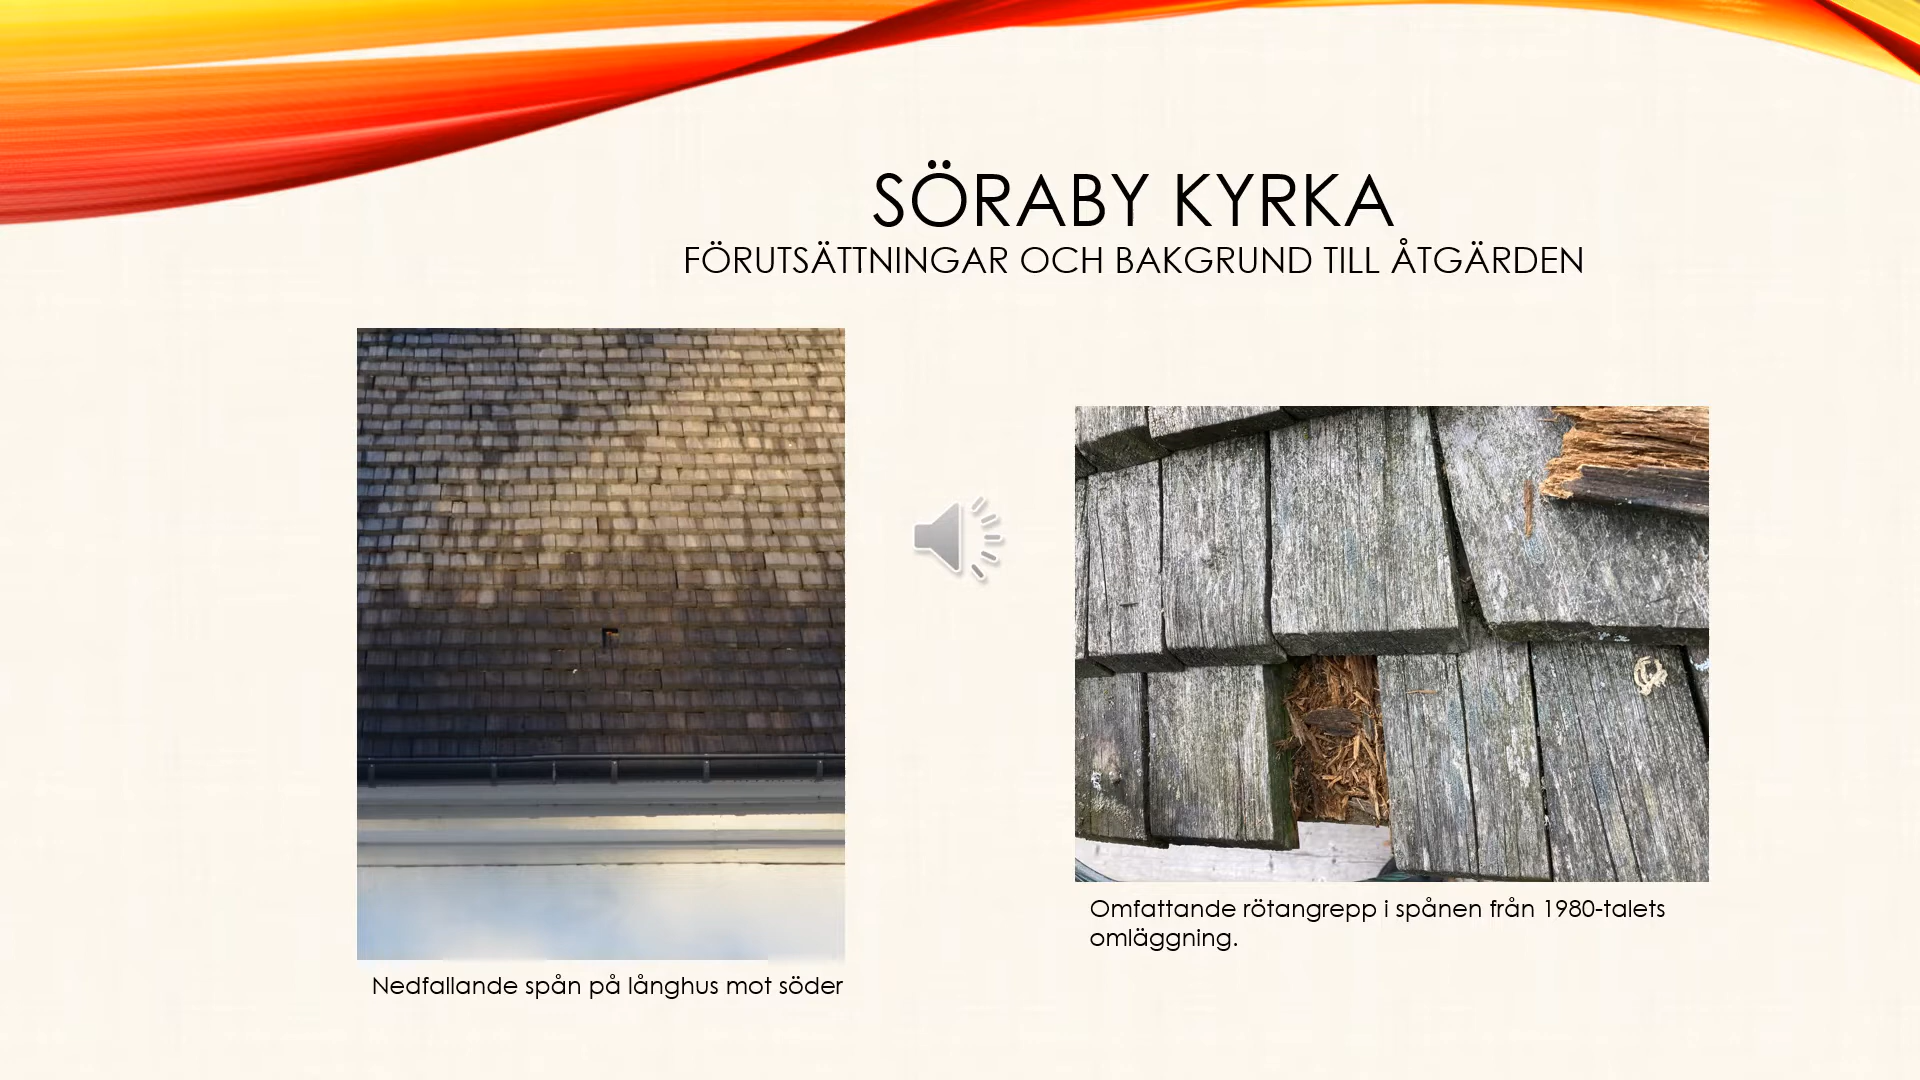 SÖRABY KYRKA
FÖRUTSÄTTNINGAR OCH BAKGRUND TILL ÅTGÄRDEN
Nedfallande spån på långhus mot söder
Omfattande rötangrepp i spånen från 1980-talets
omläggning.